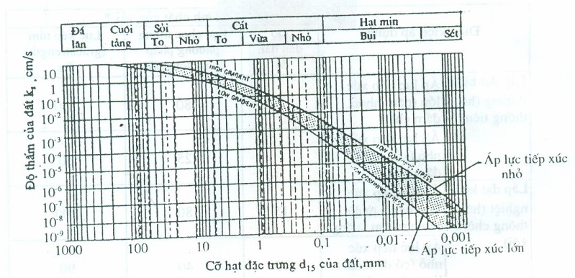 Đá lăn
Cuội tảng
Sỏi
Cát
Hạt mịn
To
Nhỏ
To
Vừa
Nhỏ
Bụi
Sét
Độ thấm của đất k, cm/s
10
1
10⁻¹
10⁻²
10⁻³
10⁻⁴
10⁻⁵
10⁻⁶
10⁻⁷
10⁻⁸
10⁻⁹
HIGH GRADIENT
LOW GRADIENT
LOW CONFINING STRESS
HIGH CONFINING STRESS
Áp lực tiếp xúc nhỏ
Áp lực tiếp xúc lớn
1000
100
10
1
0,1
0,01
0,001
Cỡ hạt đặc trưng d₁₅ của đất,mm